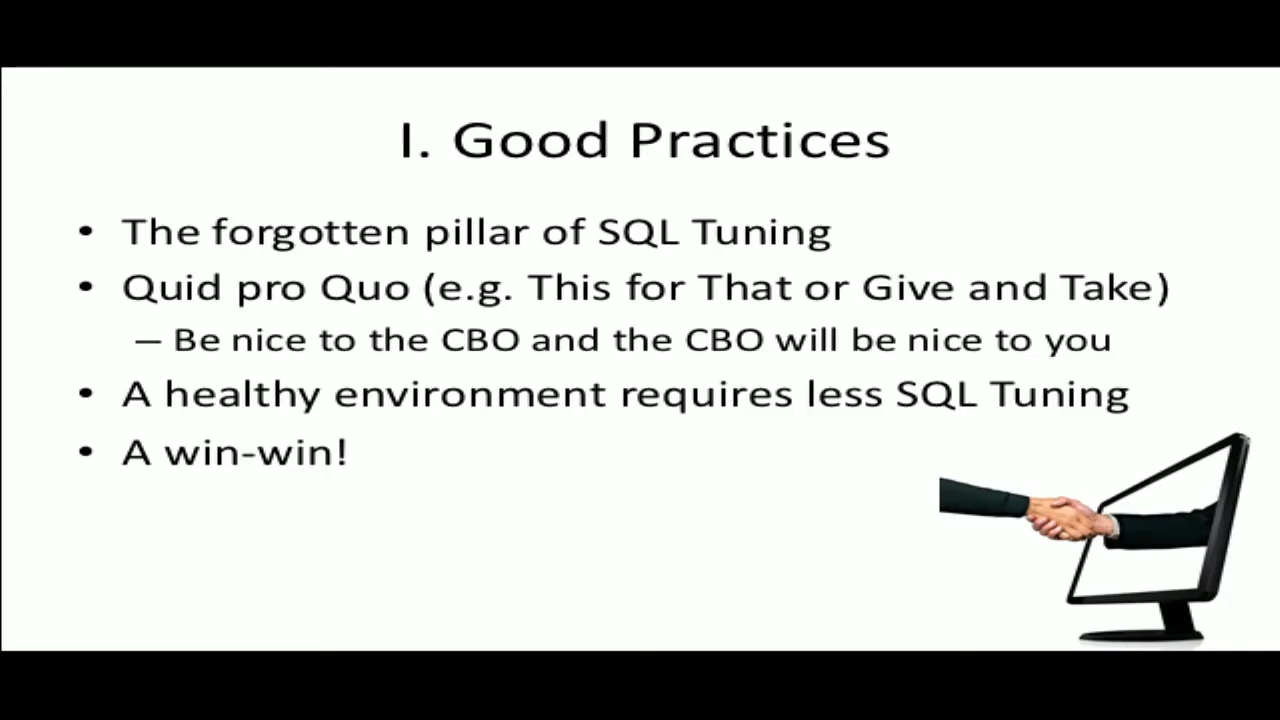 I. Good Practices
• The forgotten pillar of SQL Tuning
• Quid pro Quo (e.g. This for That or Give and Take)
– Be nice to the CBO and the CBO will be nice to you
• A healthy environment requires less SQL Tuning
• A win-win!